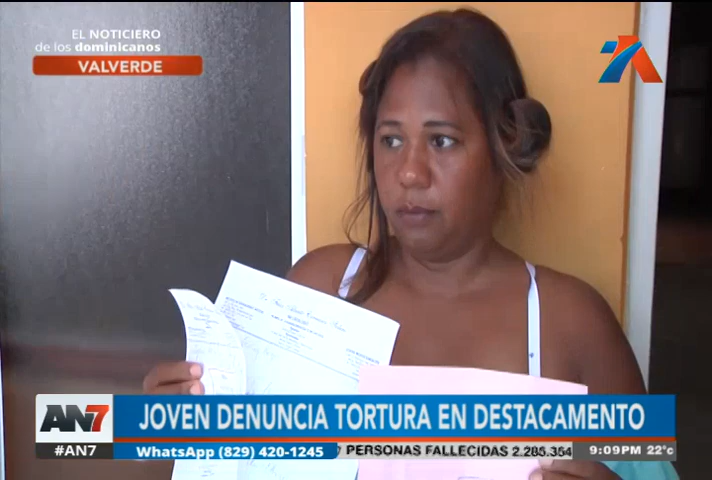 EL NOTICIERO
de los dominicanos
VALVERDE
AN7
JOVEN DENUNCIA TORTURA EN DESTACAMENTO
#AN7
WhatsApp (829) 420-1245
7 PERSONAS FALLECIDAS 2.285.354
9:09PM 22°c